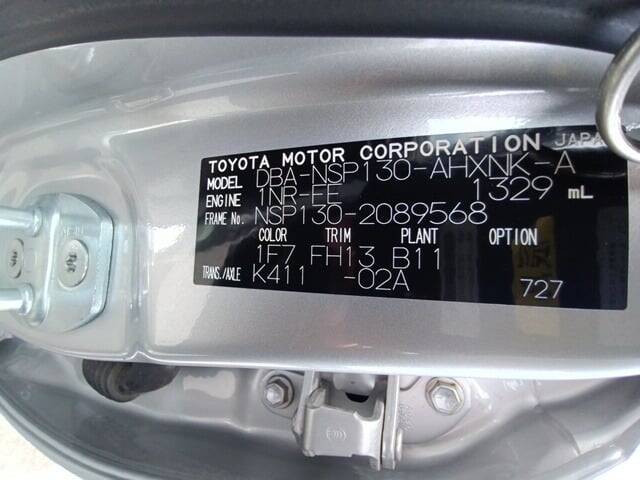 TOYOTA MOTOR CORPORATION JAPA
MODEL DBA-NSP130-AHXNK-A
ENGINE 1NR-FE 1329 mL
FRAME No. NSP130-2089568
COLOR TRIM PLANT OPTION
1F7 FH13 B11
TRANS./AXLE K411 -02A
727